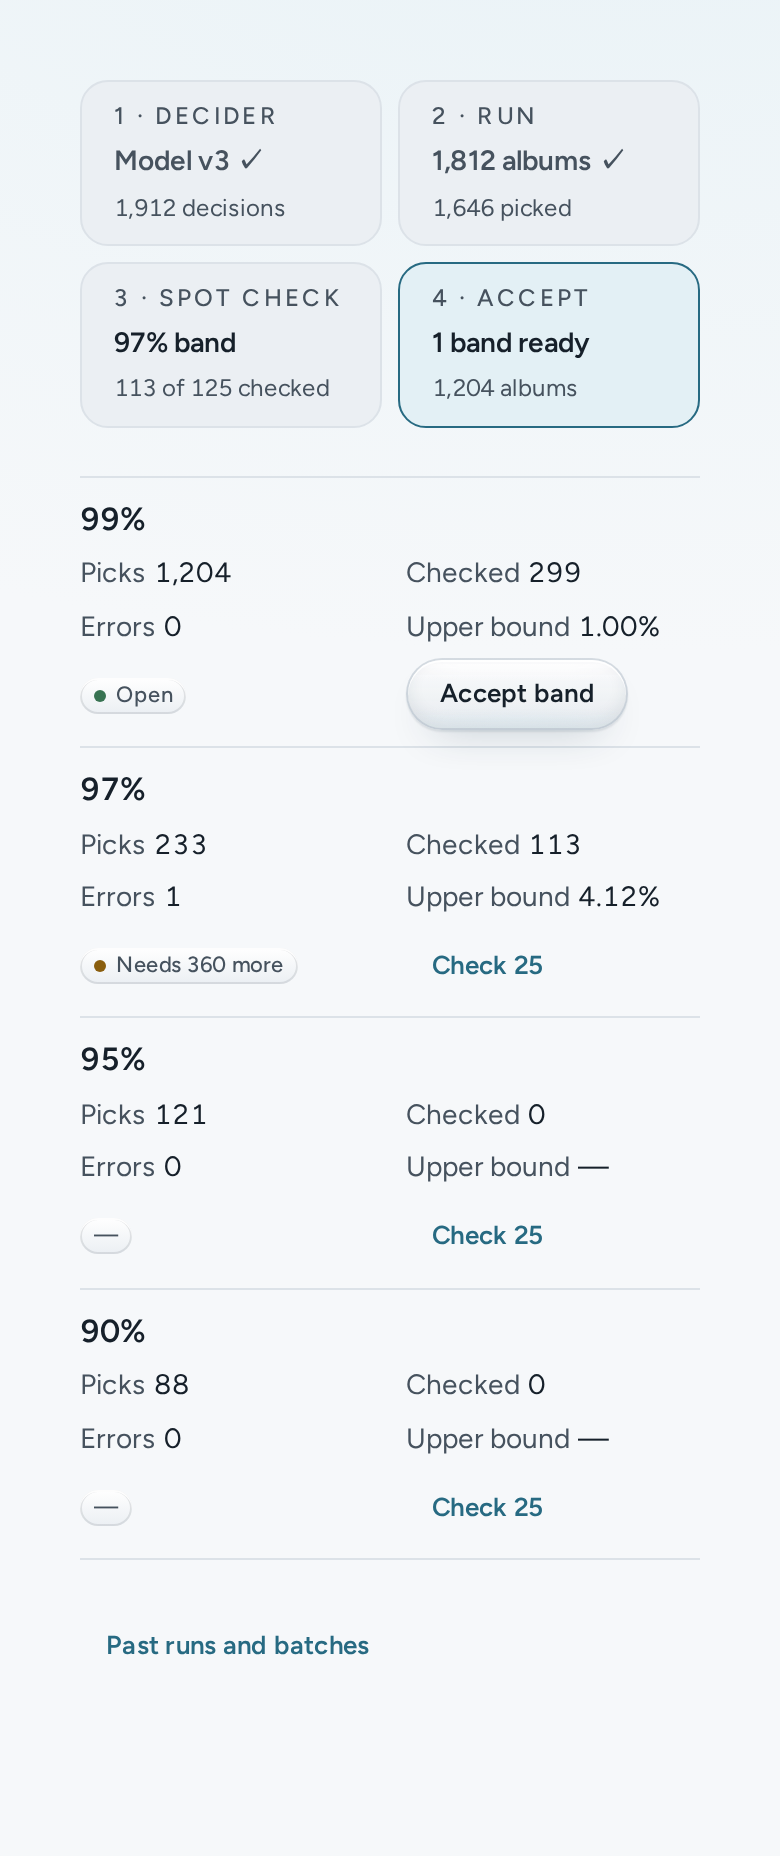 1 · DECIDER
Model v3 ✓
1,912 decisions
2 · RUN
1,812 albums ✓
1,646 picked
3 · SPOT CHECK
97% band
113 of 125 checked
4 · ACCEPT
1 band ready
1,204 albums
99%
Picks 1,204 Checked 299
Errors 0 Upper bound 1.00%
Open Accept band
97%
Picks 233 Checked 113
Errors 1 Upper bound 4.12%
Needs 360 more Check 25
95%
Picks 121 Checked 0
Errors 0 Upper bound —
— Check 25
90%
Picks 88 Checked 0
Errors 0 Upper bound —
— Check 25
Past runs and batches